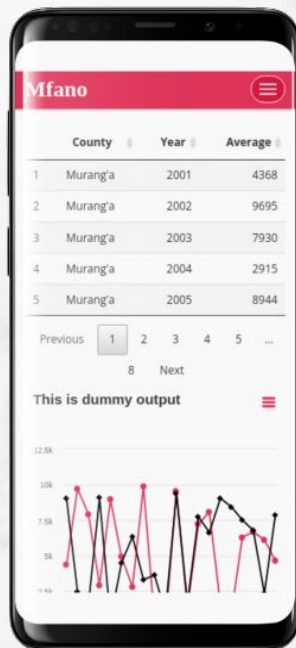 Mfano
County Year Average
1 Murang'a 2001 4368
2 Murang'a 2002 9695
3 Murang'a 2003 7930
4 Murang'a 2004 2915
5 Murang'a 2005 8944
Previous 1 2 3 4 5 ...
8 Next
This is dummy output
12.5k
10k
7.5k
5k
2.5k